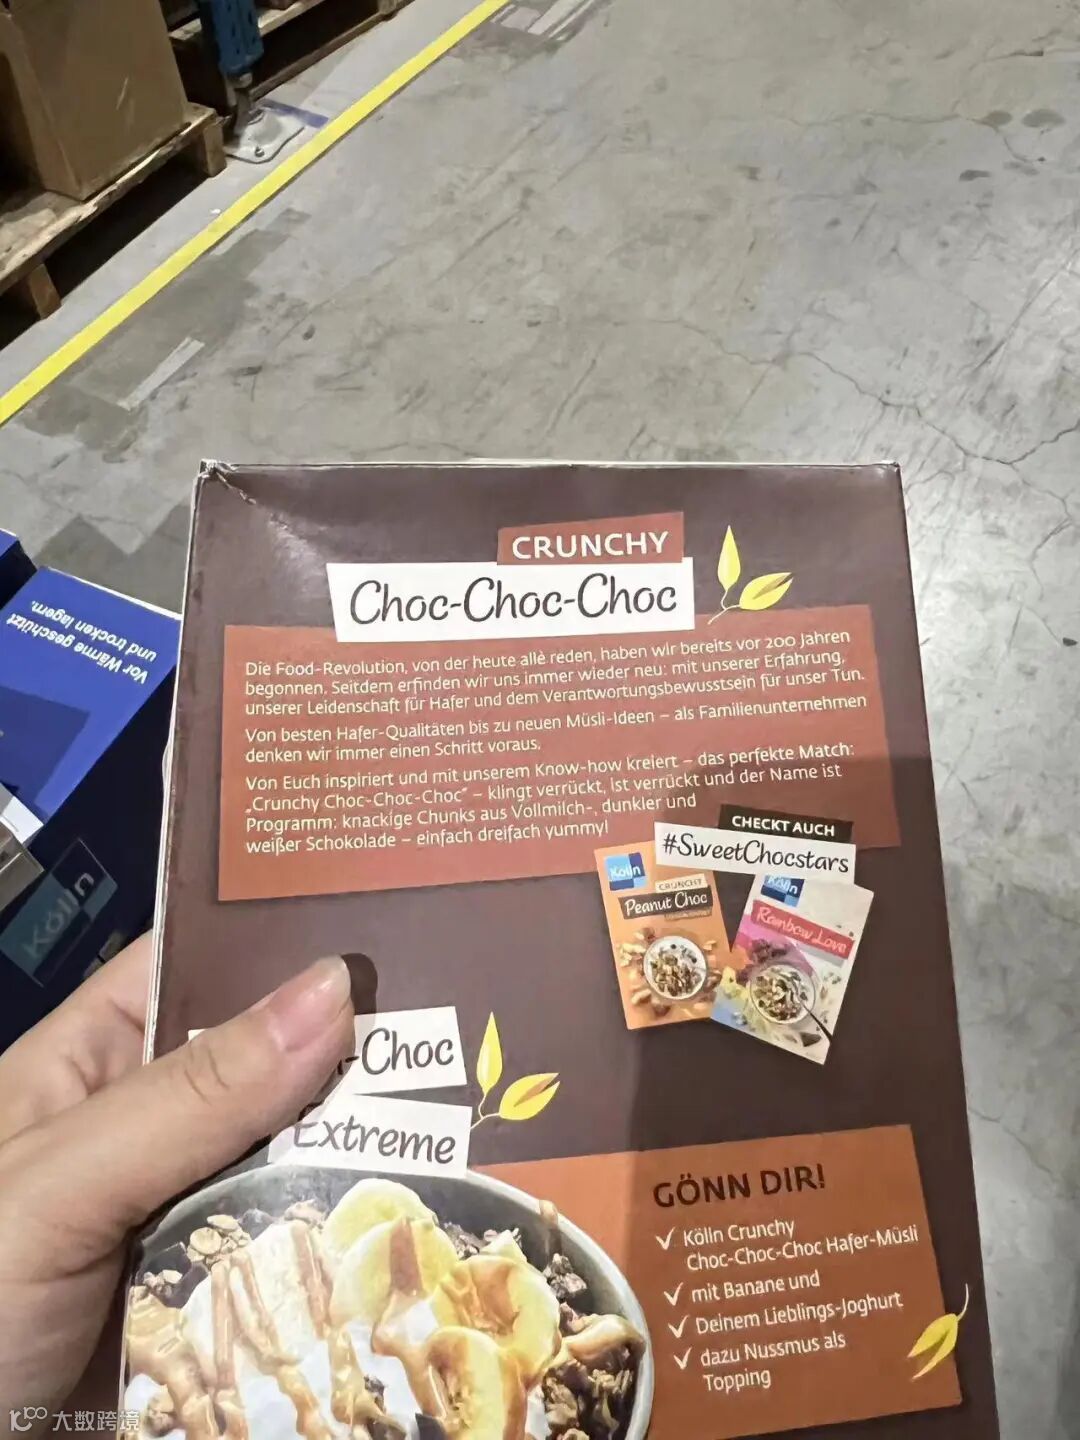 CRUNCHY
Choc-Choc-Choc
Die Food-Revolution, von der heute alle reden, haben wir bereits vor 200 Jahren
begonnen. Seitdem erfinden wir uns immer wieder neu: mit unserer Erfahrung,
unserer Leidenschaft für Hafer und dem Verantwortungsbewusstsein für unser Tun.
Von besten Hafer-Qualitäten bis zu neuen Müsli-Ideen – als Familienunternehmen
denken wir immer einen Schritt voraus.
Von Euch inspiriert und mit unserem Know-how kreiert – das perfekte Match:
„Crunchy Choc-Choc-Choc“ – klingt verrückt, ist verrückt und der Name ist
Programm: knackige Chunks aus Vollmilch-, dunkler und
weißer Schokolade – einfach dreifach yummy!
CHECKT AUCH
#SweetChocstars
Kölln
CRUNCHY
Peanut Choc
Kölln
Rainbow Love
Vor Wärme geschützt
und trocken lagern.
Kölln
-Choc
Extreme
GÖNN DIR!
✓ Kölln Crunchy
Choc-Choc-Choc Hafer-Müsli
✓ mit Banane und
✓ Deinem Lieblings-Joghurt
✓ dazu Nussmus als
Topping
大数跨境